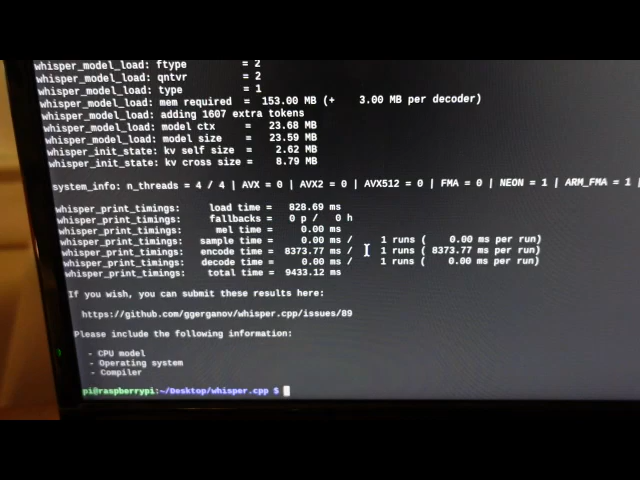 whisper_model_load: ftype = 2
whisper_model_load: qntvr = 2
whisper_model_load: type = 1
whisper_model_load: mem required = 153.00 MB (+ 3.00 MB per decoder)
whisper_model_load: adding 1607 extra tokens
whisper_model_load: model ctx = 23.68 MB
whisper_model_load: model size = 23.59 MB
whisper_init_state: kv self size = 2.62 MB
whisper_init_state: kv cross size = 8.79 MB
system_info: n_threads = 4 / 4 | AVX = 0 | AVX2 = 0 | AVX512 = 0 | FMA = 0 | NEON = 1 | ARM_FMA = 1 |
whisper_print_timings: load time = 828.69 ms
whisper_print_timings: fallbacks = 0 p / 0 h
whisper_print_timings: mel time = 0.00 ms
whisper_print_timings: sample time = 0.00 ms / 1 runs ( 0.00 ms per run)
whisper_print_timings: encode time = 8373.77 ms / 1 runs ( 8373.77 ms per run)
whisper_print_timings: decode time = 0.00 ms / 1 runs ( 0.00 ms per run)
whisper_print_timings: total time = 9433.12 ms
If you wish, you can submit these results here:
https://github.com/ggerganov/whisper.cpp/issues/89
Please include the following information:
- CPU model
- Operating system
- Compiler
pi@raspberrypi:~/Desktop/whisper.cpp $